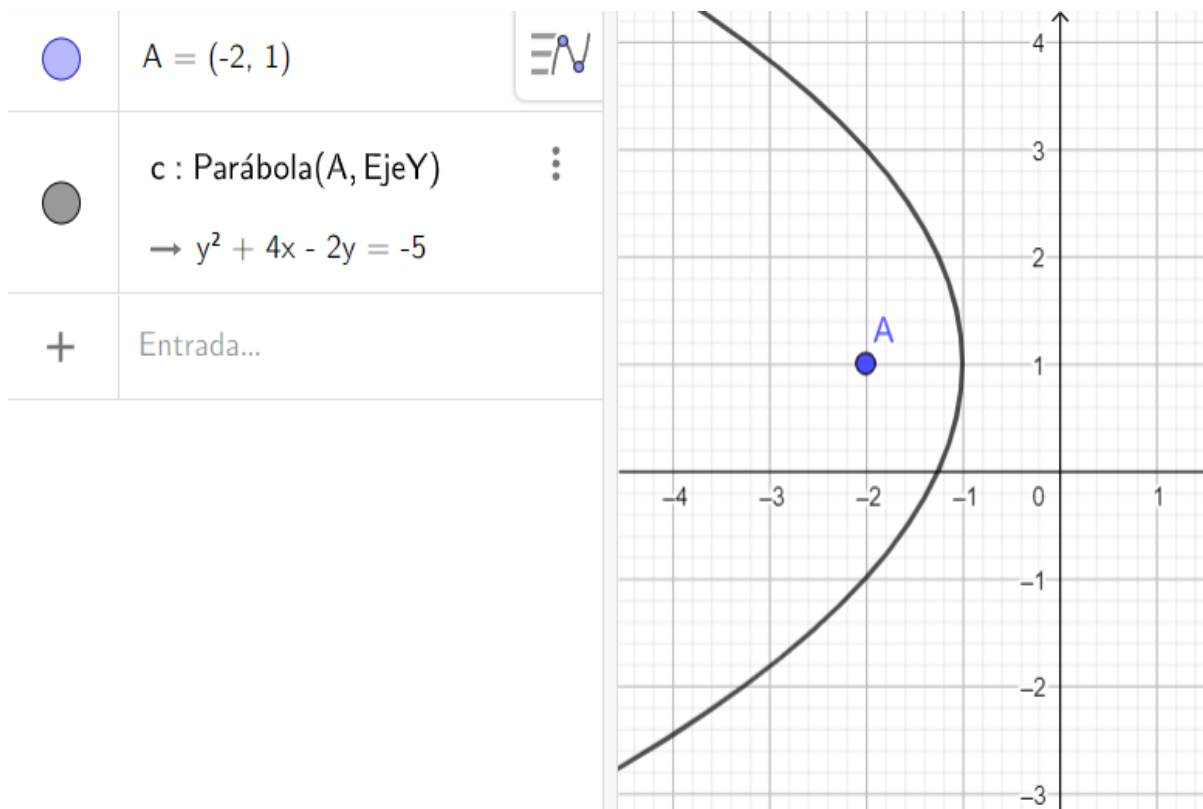 A = (-2, 1)
c : Parábola(A, EjeY)
→ y² + 4x - 2y = -5
+ Entrada...
A
4
3
2
1
–4 –3 –2 –1 0 1
–1
–2
–3